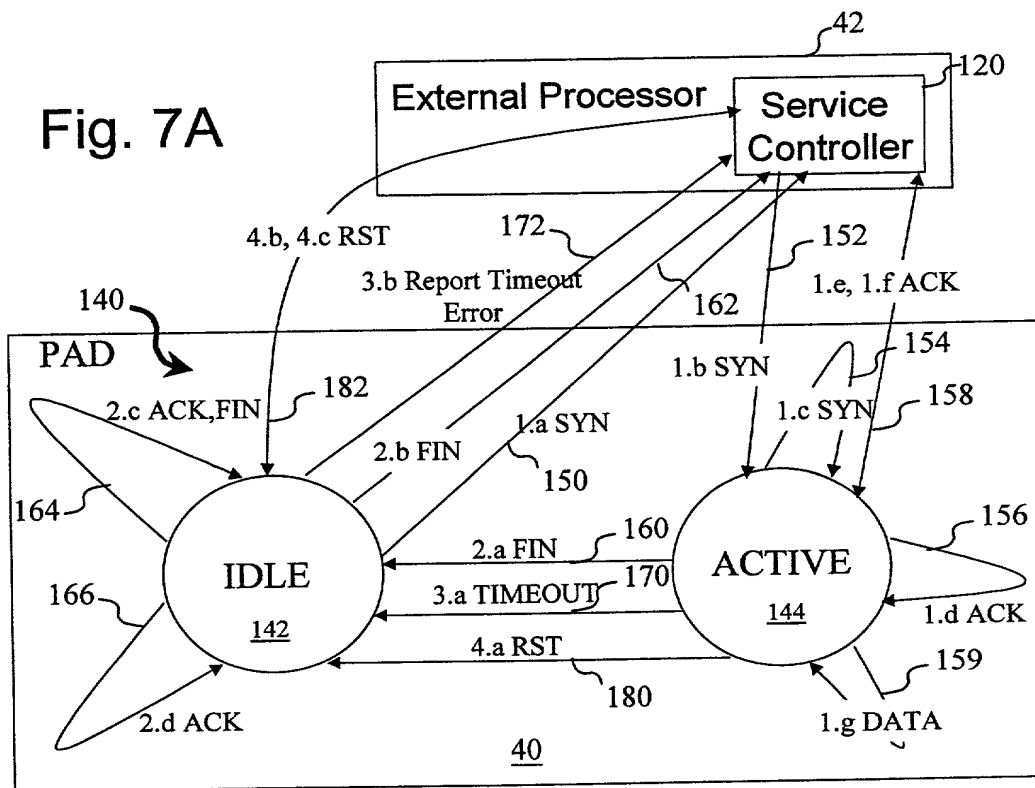 42
120
Fig. 7A
External Processor
Service
Controller
4.b, 4.c RST
172
152
3.b Report Timeout
Error
162
1.e, 1.f ACK
140
PAD
154
1.b SYN
182
2.c ACK,FIN
1.c SYN
158
2.b FIN
1.a SYN
150
164
160
156
2.a FIN
IDLE
170
ACTIVE
166
3.a TIMEOUT
142
144
1.d ACK
4.a RST
159
180
2.d ACK
1.g DATA
40